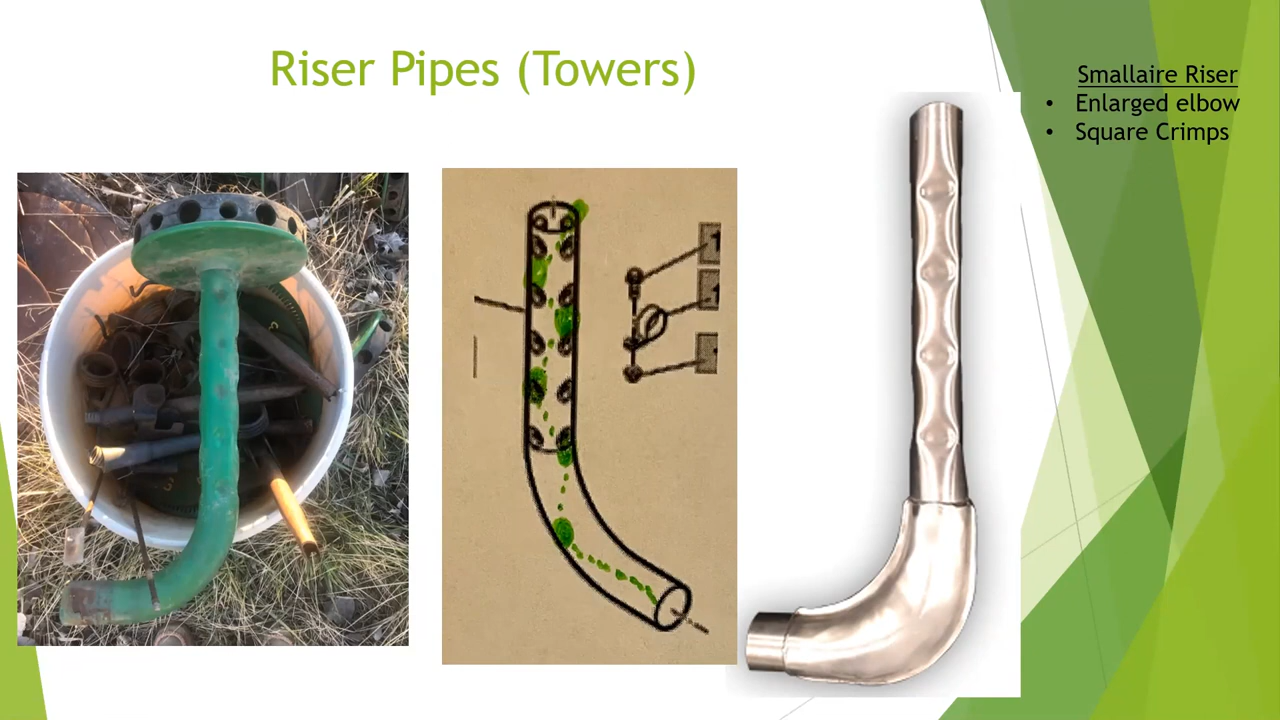 Riser Pipes (Towers)
Smallaire Riser
• Enlarged elbow
• Square Crimps